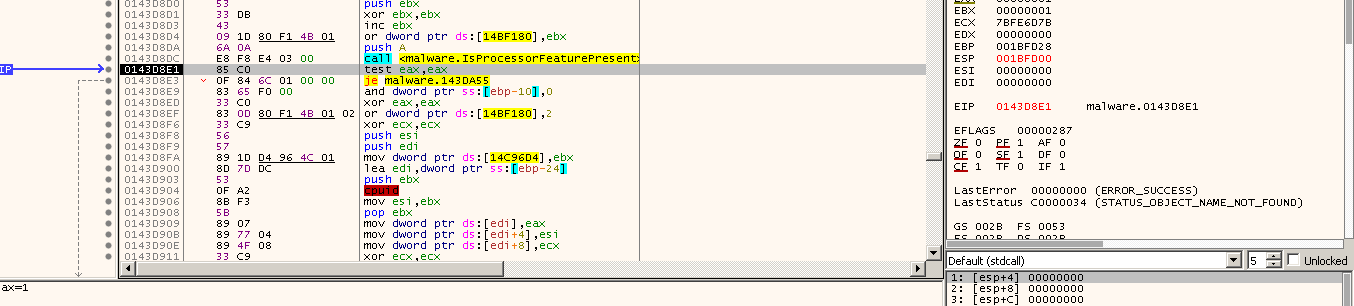 0143D8D0 53 push ebx
0143D8D1 33 DB xor ebx,ebx
0143D8D3 43 inc ebx
0143D8D4 09 1D 80 F1 4B 01 or dword ptr ds:[14BF180],ebx
0143D8DA 6A 0A push A
0143D8DC E8 F8 E4 03 00 call <malware.IsProcessorFeaturePresent>
IP 0143D8E1 85 C0 test eax,eax
0143D8E3 0F 84 6C 01 00 00 je malware.143DA55
0143D8E9 83 65 F0 00 and dword ptr ss:[ebp-10],0
0143D8ED 33 C0 xor eax,eax
0143D8EF 83 0D 80 F1 4B 01 02 or dword ptr ds:[14BF180],2
0143D8F6 33 C9 xor ecx,ecx
0143D8F8 56 push esi
0143D8F9 57 push edi
0143D8FA 89 1D D4 96 4C 01 mov dword ptr ds:[14C96D4],ebx
0143D900 8D 7D DC lea edi,dword ptr ss:[ebp-24]
0143D903 53 push ebx
0143D904 0F A2 cpuid
0143D906 8B F3 mov esi,ebx
0143D908 5B pop ebx
0143D909 89 07 mov dword ptr ds:[edi],eax
0143D90B 89 77 04 mov dword ptr ds:[edi+4],esi
0143D90E 89 4F 08 mov dword ptr ds:[edi+8],ecx
0143D911 33 C9 xor ecx,ecx
ax=1
EAX 00000001
EBX 00000001
ECX 7BFE6D7B
EBP 001BFD28
ESP 001BFD00
ESI 00000000
EDI 00000000
EIP 0143D8E1 malware.0143D8E1
EFLAGS 00000287
ZF 0 PF 1 AF 0
OF 0 SF 1 DF 0
CF 1 TF 0 IF 1
LastError 00000000 (ERROR_SUCCESS)
LastStatus C0000034 (STATUS_OBJECT_NAME_NOT_FOUND)
GS 002B FS 0053
ES 002B DS 002B
Default (stdcall) 5 Unlocked
1: [esp+4] 00000000
2: [esp+8] 00000000
3: [esp+C] 00000000